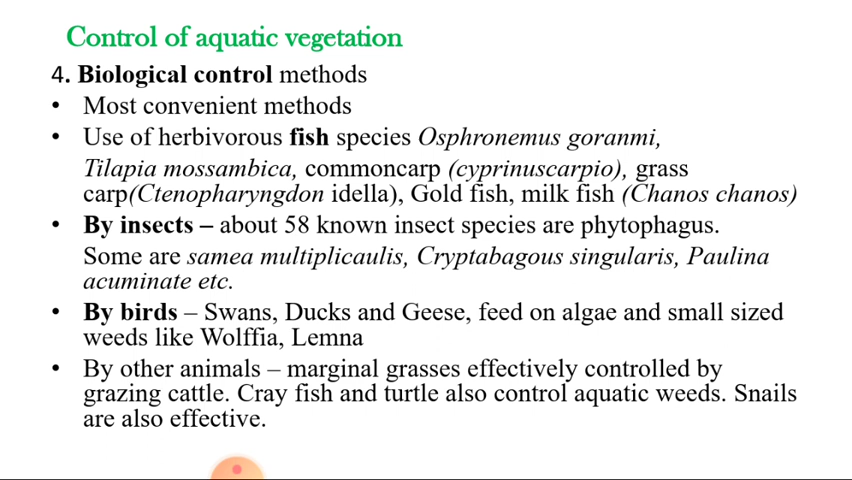 Control of aquatic vegetation
4. Biological control methods
• Most convenient methods
• Use of herbivorous fish species Osphronemus goranmi,
Tilapia mossambica, commoncarp (cyprinuscarpio), grass
carp(Ctenopharyngdon idella), Gold fish, milk fish (Chanos chanos)
• By insects – about 58 known insect species are phytophagus.
Some are samea multiplicaulis, Cryptabagous singularis, Paulina
acuminate etc.
• By birds – Swans, Ducks and Geese, feed on algae and small sized
weeds like Wolffia, Lemna
• By other animals – marginal grasses effectively controlled by
grazing cattle. Cray fish and turtle also control aquatic weeds. Snails
are also effective.